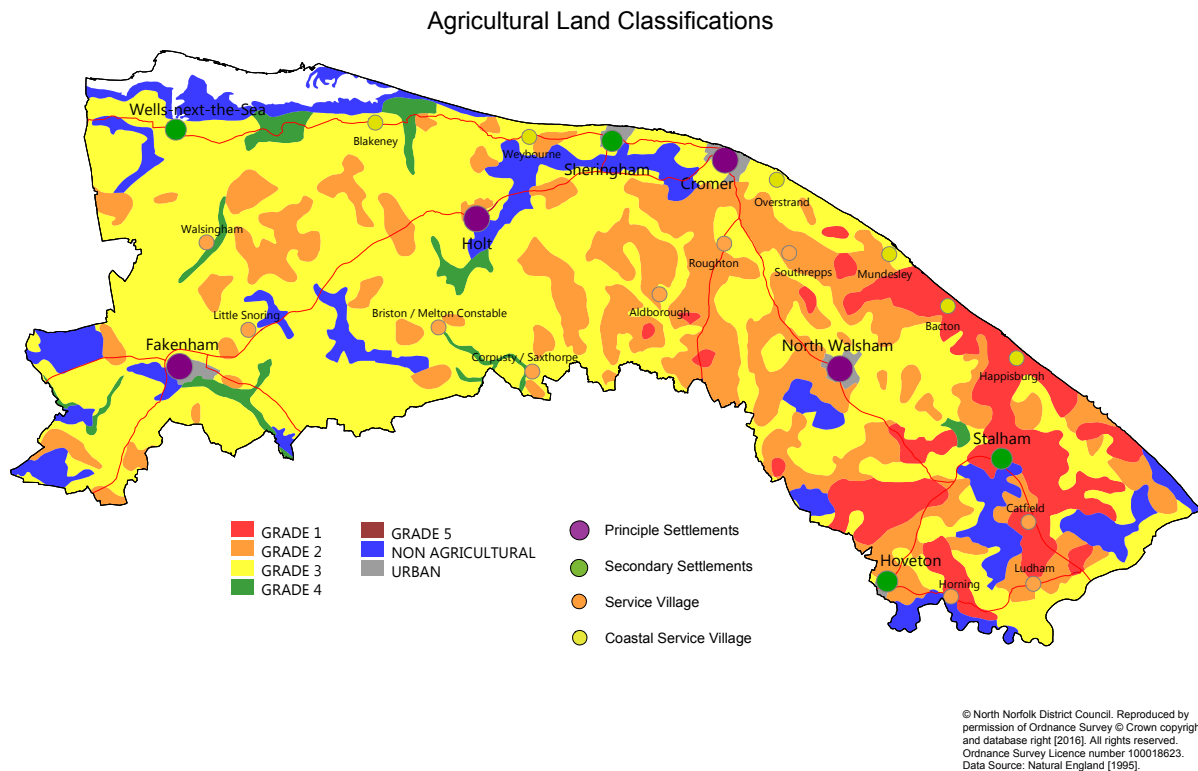 Agricultural Land Classifications
Wells-next-the-Sea
Blakeney
Weybourne
Sheringham
Cromer
Overstrand
Walsingham
Holt
Roughton
Southrepps
Mundesley
Little Snoring
Briston / Melton Constable
Aldborough
Bacton
Fakenham
Corpusty / Saxthorpe
North Walsham
Happisburgh
Stalham
Catfield
Hoveton
Horning
Ludham
GRADE 1
GRADE 2
GRADE 3
GRADE 4
GRADE 5
NON AGRICULTURAL
URBAN
Principle Settlements
Secondary Settlements
Service Village
Coastal Service Village
© North Norfolk District Council. Reproduced by
permission of Ordnance Survey © Crown copyrigh
and database right [2016]. All rights reserved.
Ordnance Survey Licence number 100018623.
Data Source: Natural England [1995].